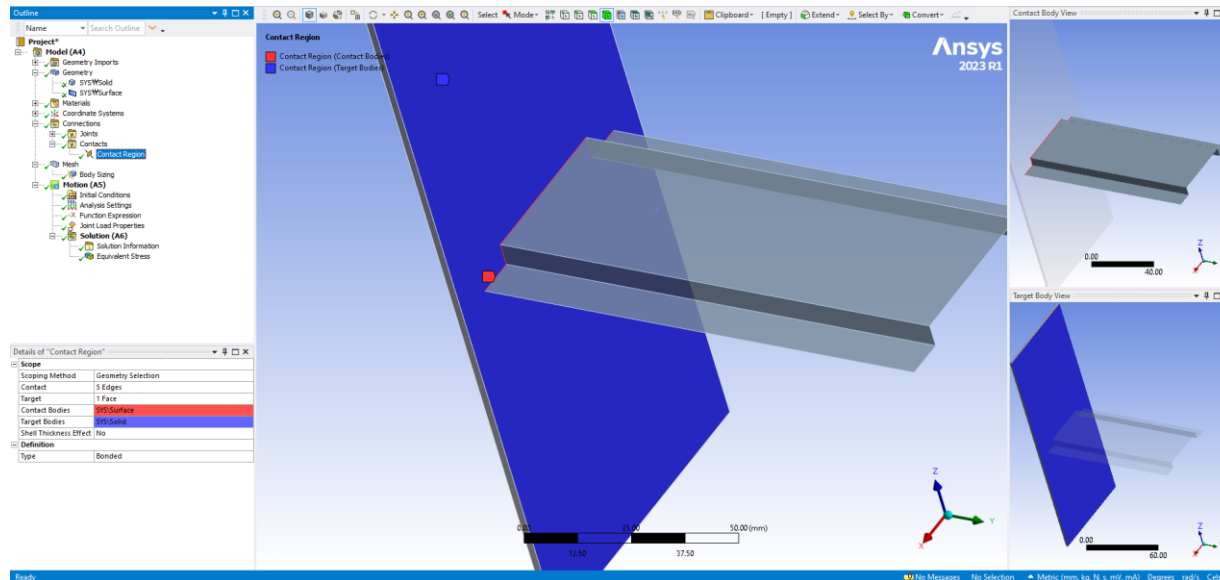 Outline
Name
Search Outline
Project*
Model (A4)
Geometry Imports
Geometry
SYS₩Solid
SYS₩Surface
Materials
Coordinate Systems
Connections
Joints
Contacts
Contact Region
Mesh
Body Sizing
Motion (A5)
Initial Conditions
Analysis Settings
Function Expression
Joint Load Properties
Solution (A6)
Solution Information
Equivalent Stress
Details of "Contact Region"
Scope
Scoping Method Geometry Selection
Contact 5 Edges
Target 1 Face
Contact Bodies SYS\Surface
Target Bodies SYS\Solid
Shell Thickness Effect No
Definition
Type Bonded
Select Mode Clipboard [ Empty ] Extend Select By Convert
Contact Region
Contact Region (Contact Bodies)
Contact Region (Target Bodies)
Ansys
2023 R1
0.00 25.00 50.00 (mm)
12.50 37.50
Z
Y
X
Contact Body View
0.00
40.00
Z
X
Target Body View
0.00
60.00
Z
X
Ready
No Messages No Selection Metric (mm, kg, N, s, mV, mA) Degrees rad/s